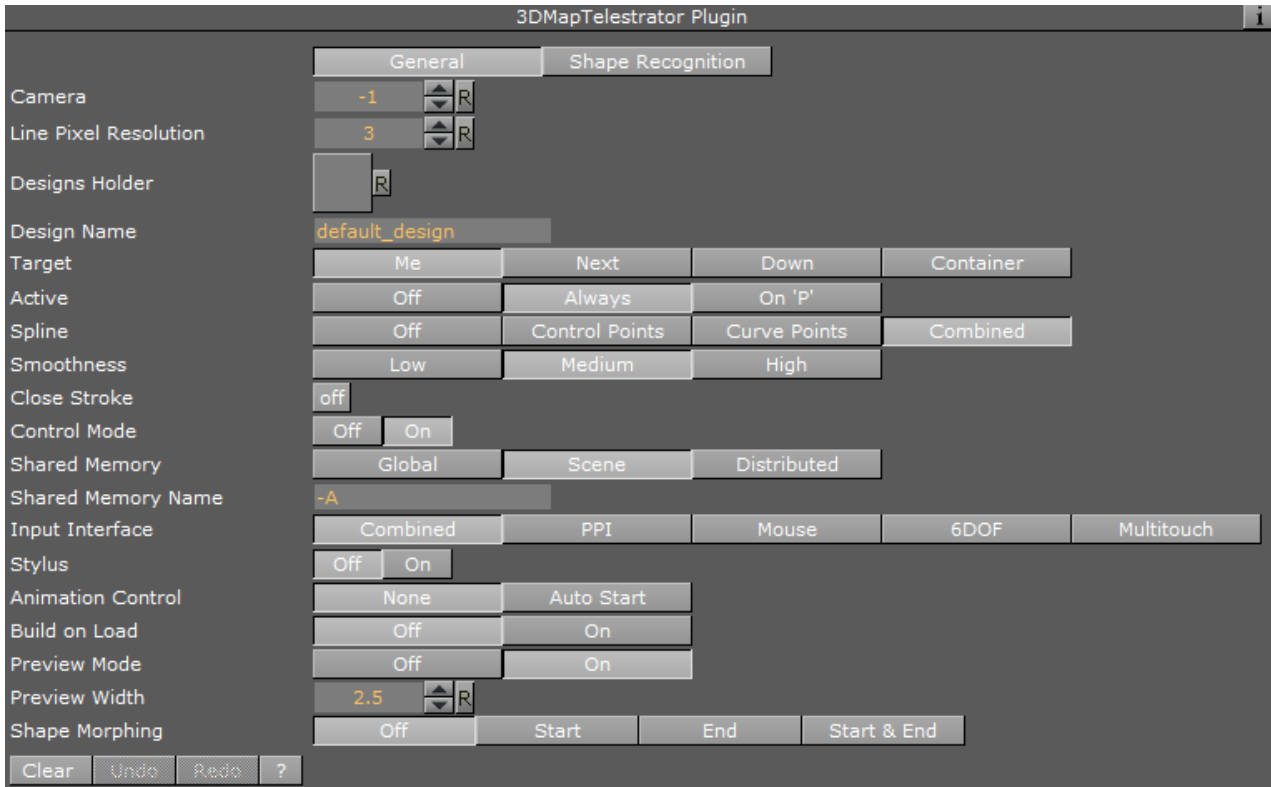 3DMapTelestrator Plugin i
General Shape Recognition
Camera -1 R
Line Pixel Resolution 3 R
Designs Holder R
Design Name default_design
Target Me Next Down Container
Active Off Always On 'P'
Spline Off Control Points Curve Points Combined
Smoothness Low Medium High
Close Stroke off
Control Mode Off On
Shared Memory Global Scene Distributed
Shared Memory Name -A
Input Interface Combined PPI Mouse 6DOF Multitouch
Stylus Off On
Animation Control None Auto Start
Build on Load Off On
Preview Mode Off On
Preview Width 2.5 R
Shape Morphing Off Start End Start & End
Clear Undo Redo ?